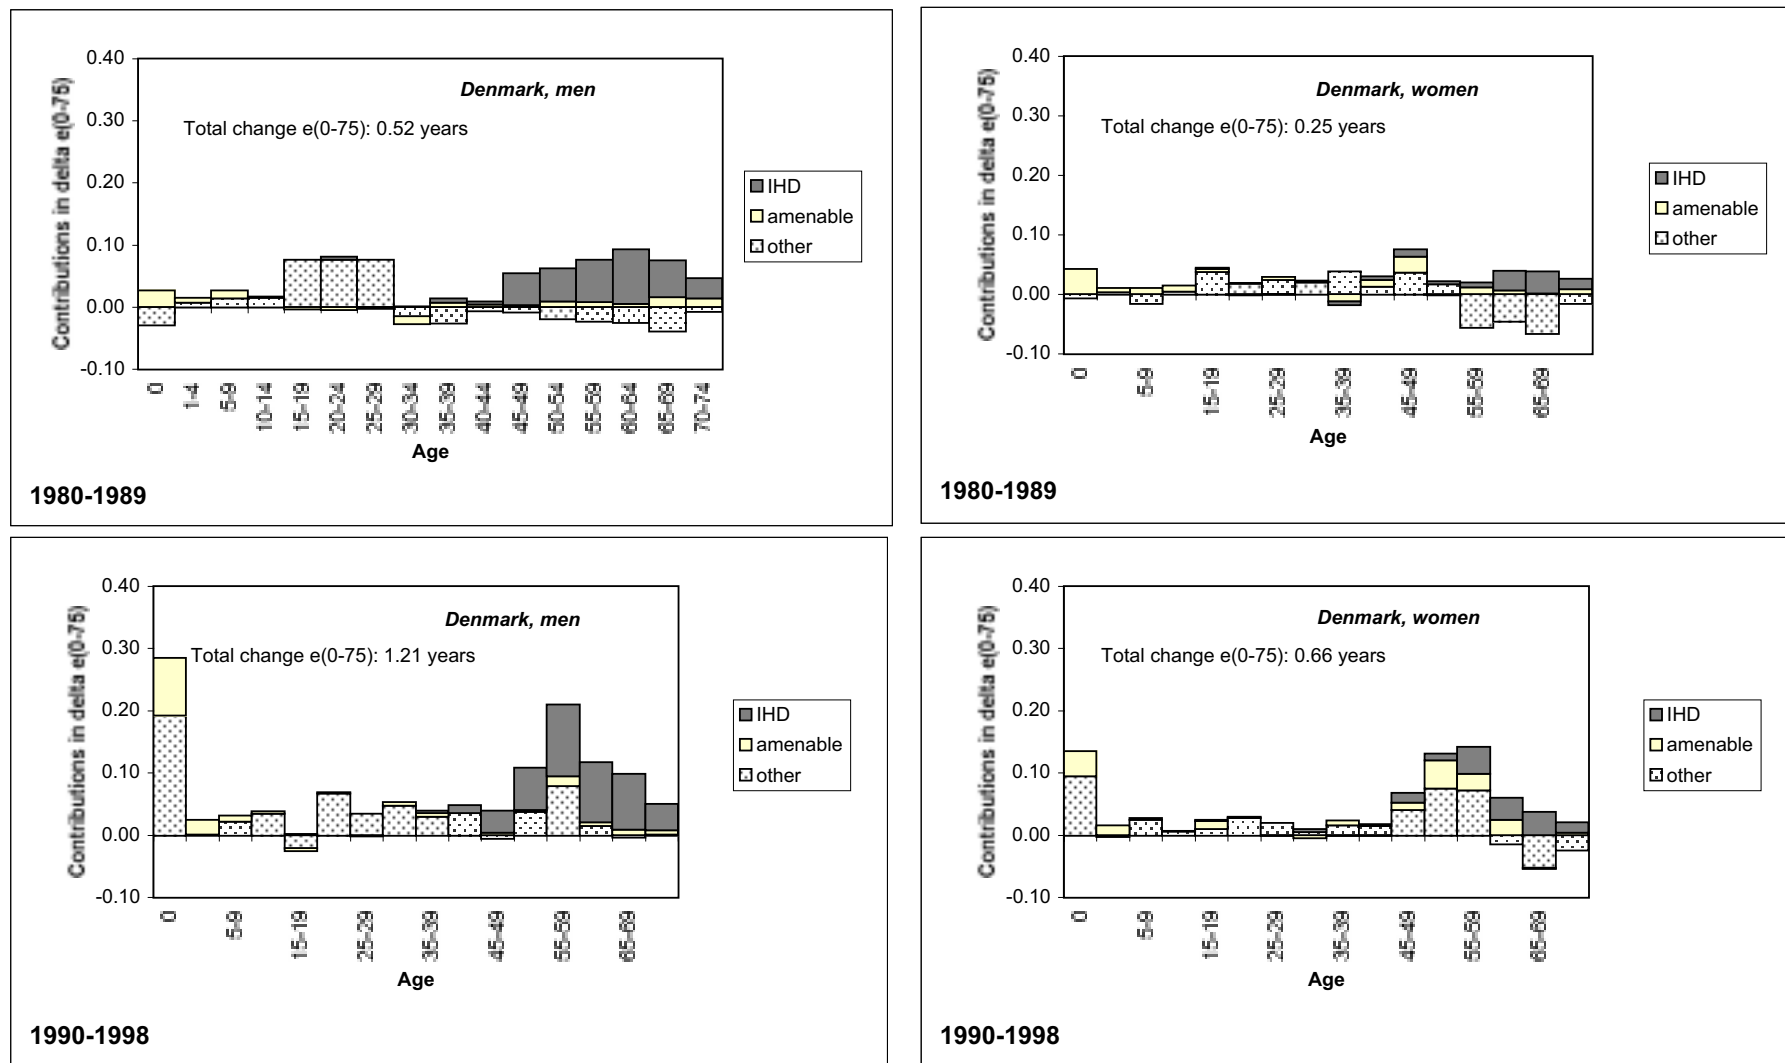 0.40
0.30
0.20
0.10
0.00
-0.10
Contributions in delta e(0-75)
Denmark, men
Total change e(0-75): 0.52 years
IHD
amenable
other
0
1-4
5-9
10-14
15-19
20-24
25-29
30-34
35-39
40-44
45-49
50-54
55-59
60-64
65-69
70-74
Age
1980-1989
0.40
0.30
0.20
0.10
0.00
-0.10
Contributions in delta e(0-75)
Denmark, women
Total change e(0-75): 0.25 years
IHD
amenable
other
0
5-9
15-19
25-29
35-39
45-49
55-59
65-69
Age
1980-1989
0.40
0.30
0.20
0.10
0.00
-0.10
Contributions in delta e(0-75)
Denmark, men
Total change e(0-75): 1.21 years
IHD
amenable
other
0
5-9
15-19
25-29
35-39
45-49
55-59
65-69
Age
1990-1998
0.40
0.30
0.20
0.10
0.00
-0.10
Contributions in delta e(0-75)
Denmark, women
Total change e(0-75): 0.66 years
IHD
amenable
other
0
5-9
15-19
25-29
35-39
45-49
55-59
65-69
Age
1990-1998